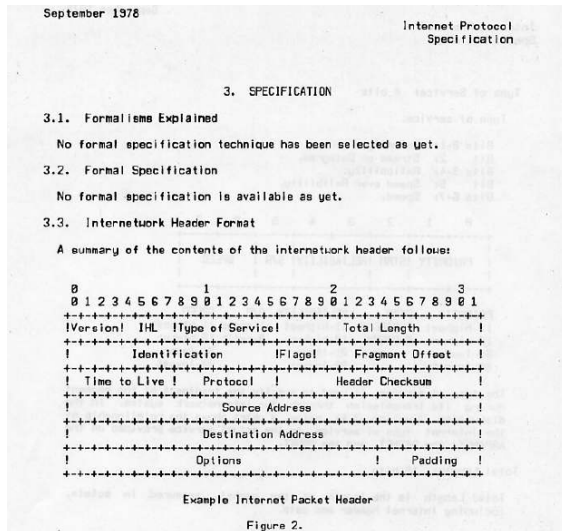 September 1978
Internet Protocol
Specification
3. SPECIFICATION
3.1. Formalisms Explained
No formal specification technique has been selected as yet.
3.2. Formal Specification
No formal specification is available as yet.
3.3. Internetwork Header Format
A summary of the contents of the internetwork header follows:
0 1 2 3
0 1 2 3 4 5 6 7 8 9 0 1 2 3 4 5 6 7 8 9 0 1 2 3 4 5 6 7 8 9 0 1
+-+-+-+-+-+-+-+-+-+-+-+-+-+-+-+-+-+-+-+-+-+-+-+-+-+-+-+-+-+-+-+-+
!Version! IHL !Type of Service! Total Length !
+-+-+-+-+-+-+-+-+-+-+-+-+-+-+-+-+-+-+-+-+-+-+-+-+-+-+-+-+-+-+-+-+
! Identification !Flags! Fragment Offset !
+-+-+-+-+-+-+-+-+-+-+-+-+-+-+-+-+-+-+-+-+-+-+-+-+-+-+-+-+-+-+-+-+
! Time to Live ! Protocol ! Header Checksum !
+-+-+-+-+-+-+-+-+-+-+-+-+-+-+-+-+-+-+-+-+-+-+-+-+-+-+-+-+-+-+-+-+
! Source Address !
+-+-+-+-+-+-+-+-+-+-+-+-+-+-+-+-+-+-+-+-+-+-+-+-+-+-+-+-+-+-+-+-+
! Destination Address !
+-+-+-+-+-+-+-+-+-+-+-+-+-+-+-+-+-+-+-+-+-+-+-+-+-+-+-+-+-+-+-+-+
! Options ! Padding !
+-+-+-+-+-+-+-+-+-+-+-+-+-+-+-+-+-+-+-+-+-+-+-+-+-+-+-+-+-+-+-+-+
Example Internet Packet Header
Figure 2.